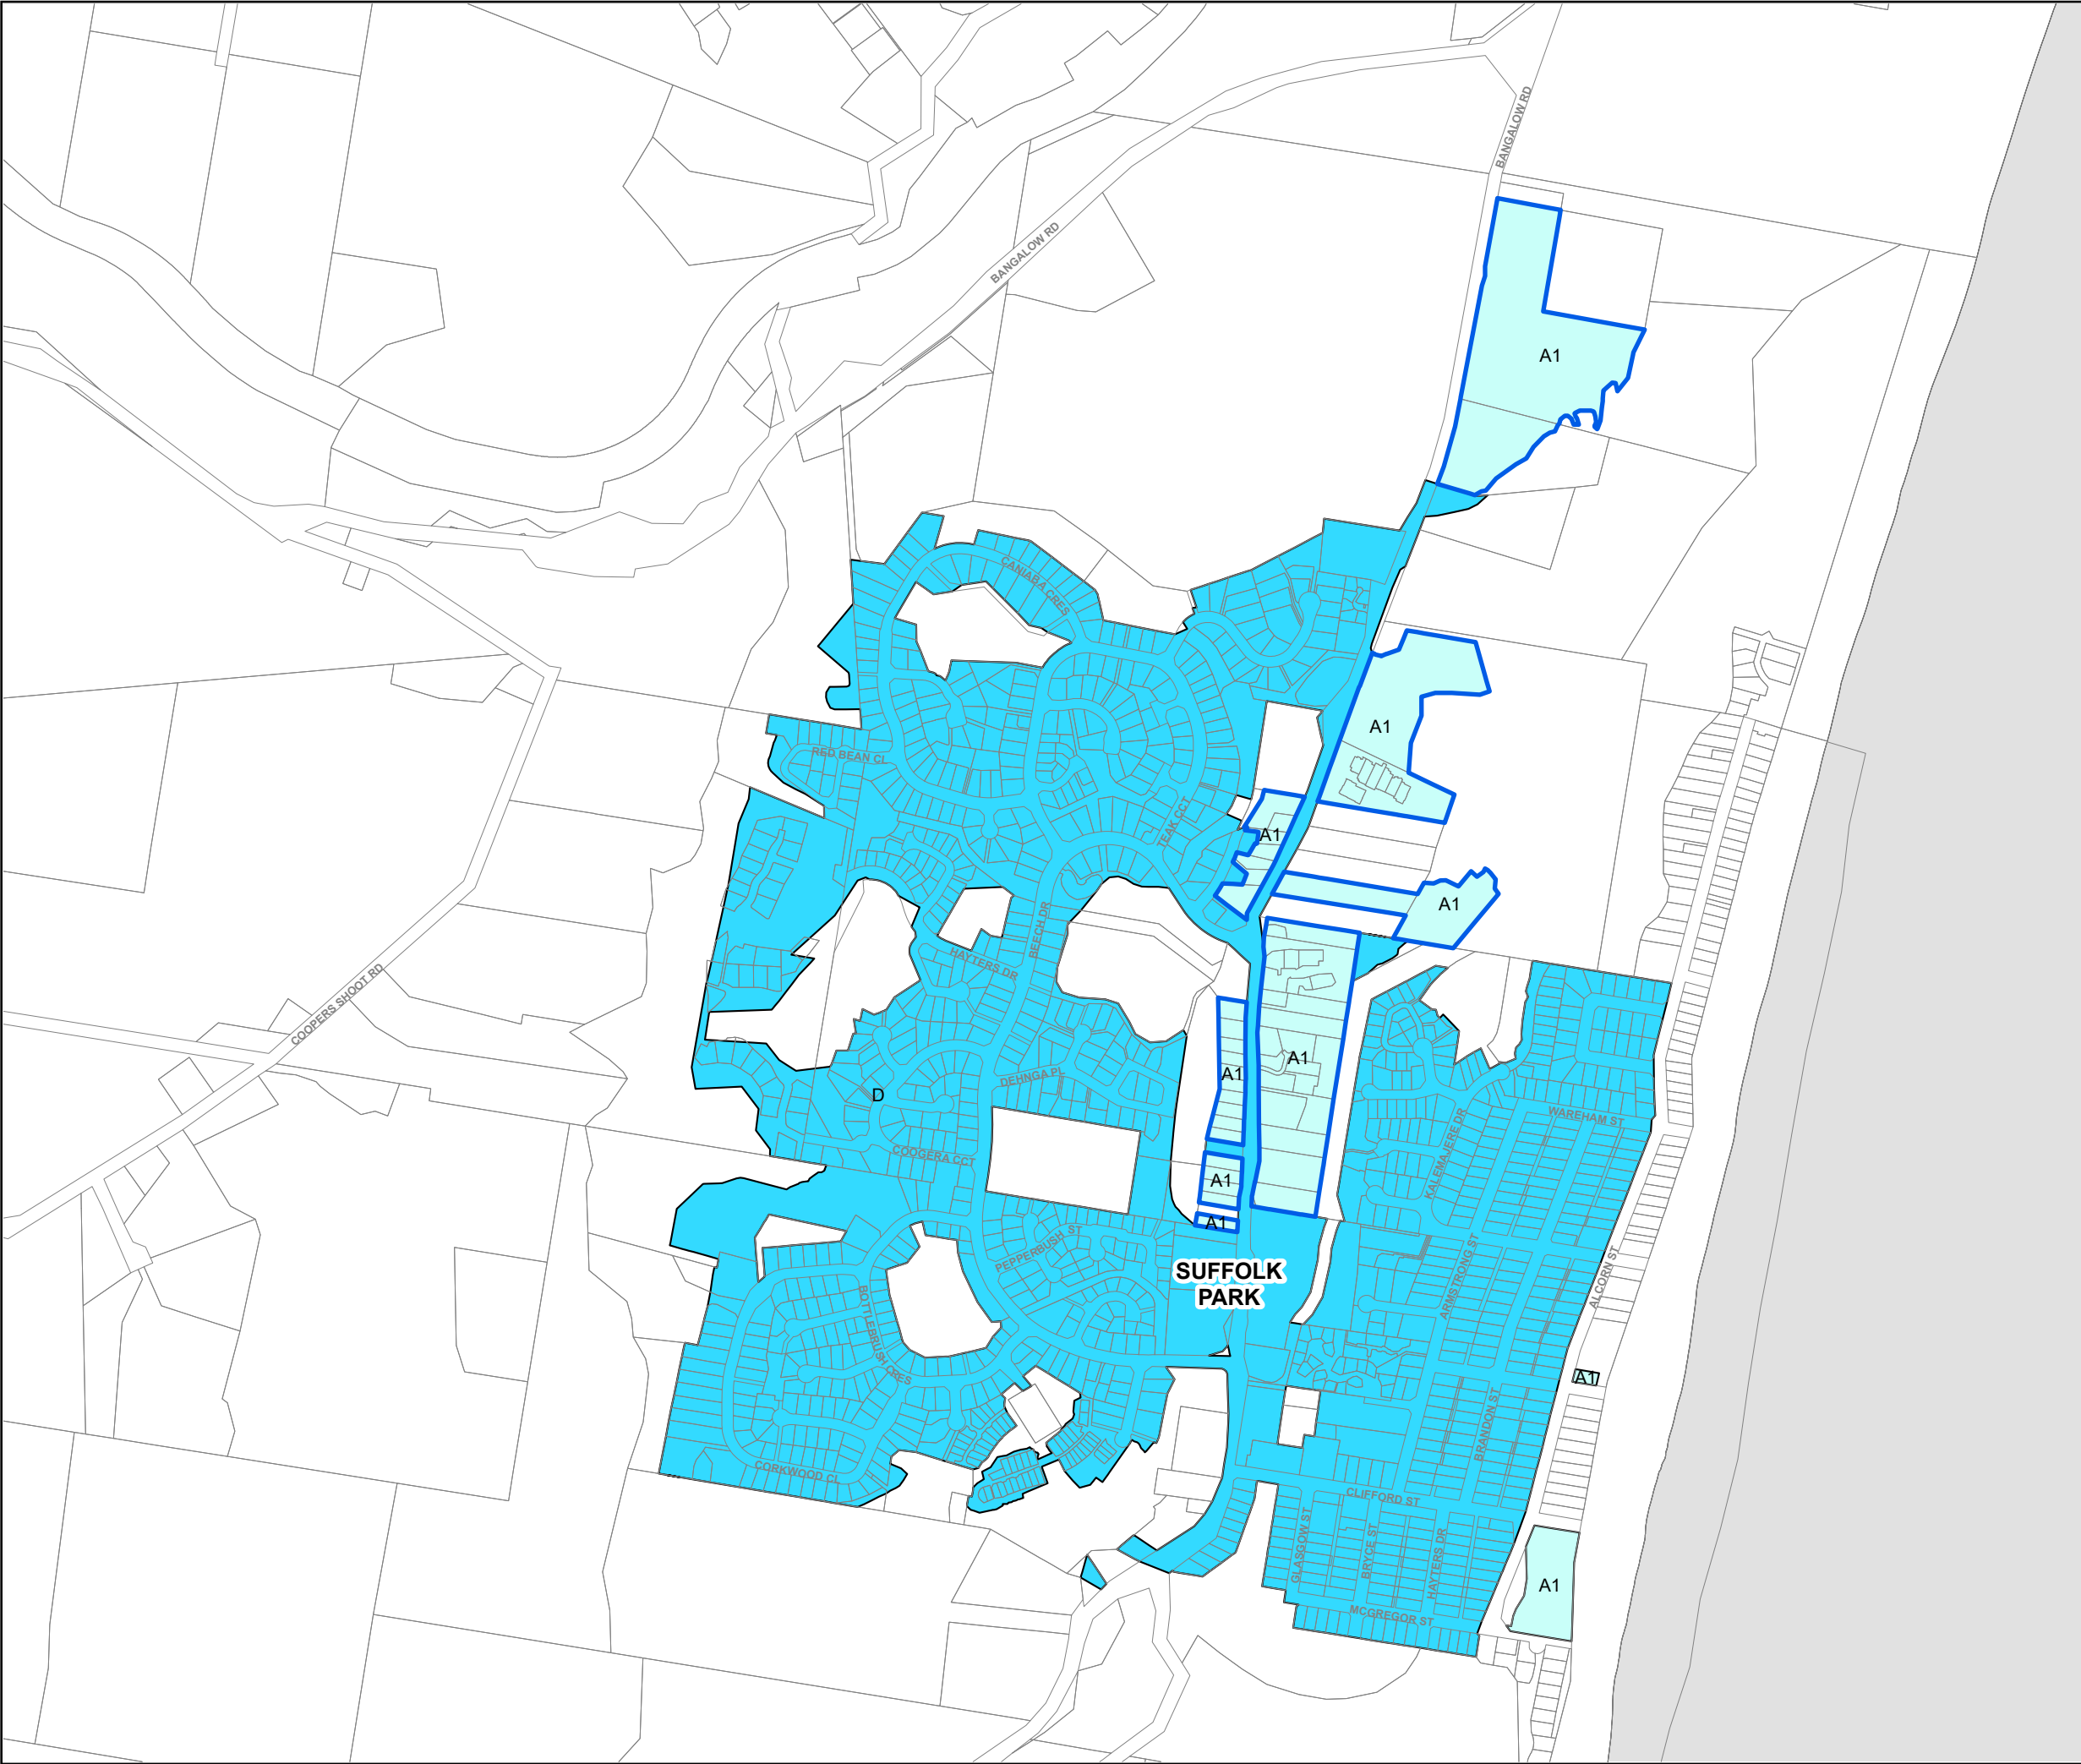 BANGALOW RD
BANGALOW RD
A1
CANIABA CRES
A1
RED BEAN CL
TEAK CCT
A1
A1
BEECH DR
HAYTERS DR
COOPERS SHOOT RD
A1
A1
DEHNGA PL
D
WAREHAM ST
KALEMAJERE DR
COOGERA CCT
A1
A1
PEPPERBUSH ST
SUFFOLK
PARK
ARMSTRONG ST
ALCORN ST
BOTTLEBRUSH CRES
A1
BRANDON ST
CORKWOOD CL
CLIFFORD ST
GLASGOW ST
BRYCE ST
HAYTERS DR
A1
MCGREGOR ST